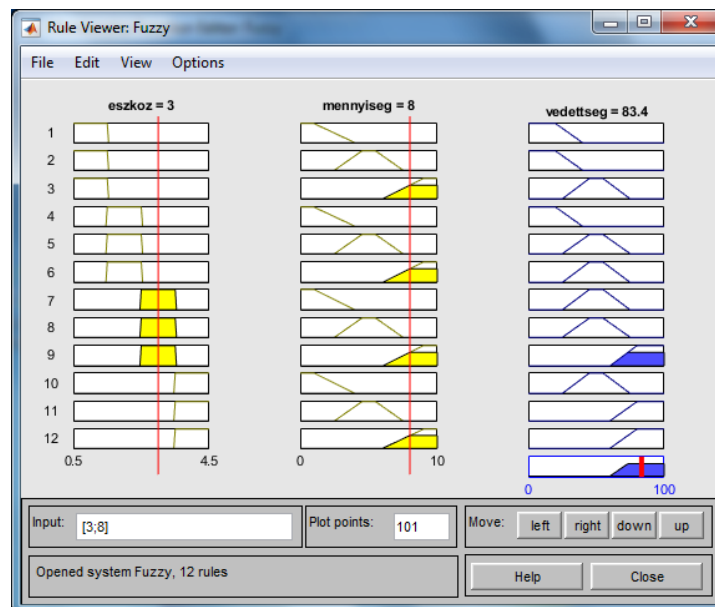 Rule Viewer: Fuzzy
File Edit View Options
eszkoz = 3 mennyiseg = 8 vedettseg = 83.4
1
2
3
4
5
6
7
8
9
10
11
12
0.5 4.5 0 10
0 100
Input: [3;8] Plot points: 101 Move: left right down up
Opened system Fuzzy, 12 rules Help Close